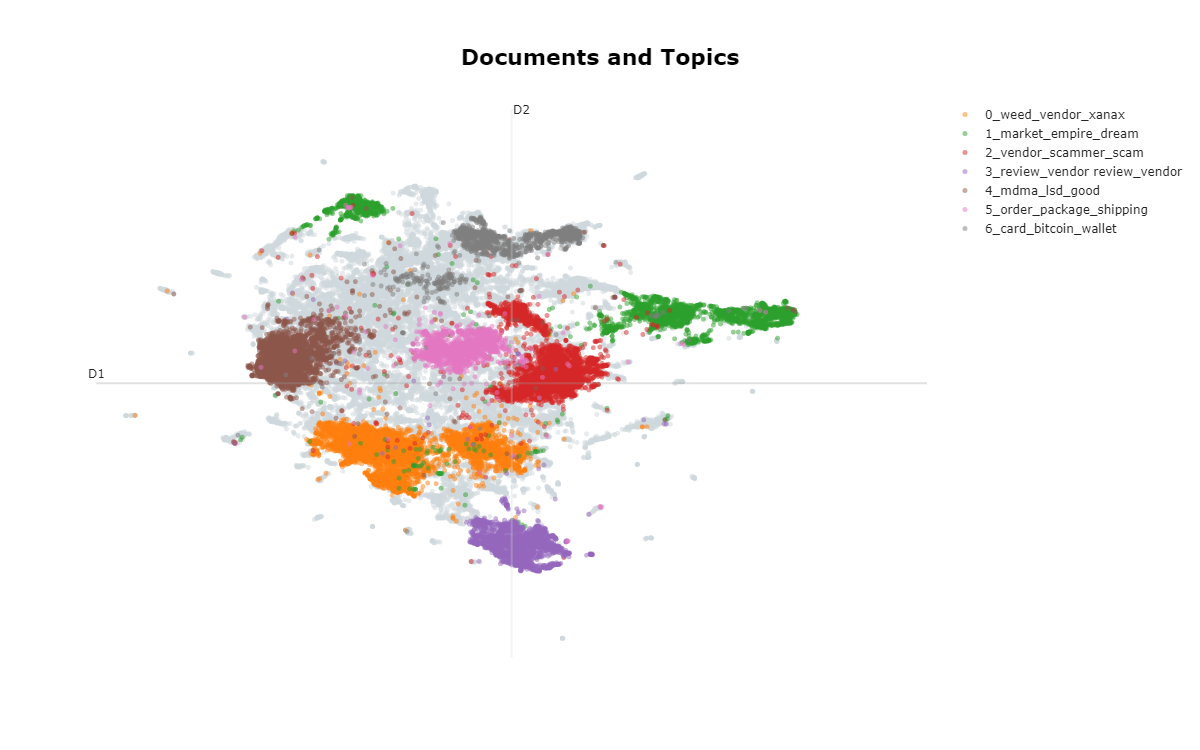 Documents and Topics
D2
0_weed_vendor_xanax
1_market_empire_dream
2_vendor_scammer_scam
3_review_vendor review_vendor
4_mdma_lsd_good
5_order_package_shipping
6_card_bitcoin_wallet
D1